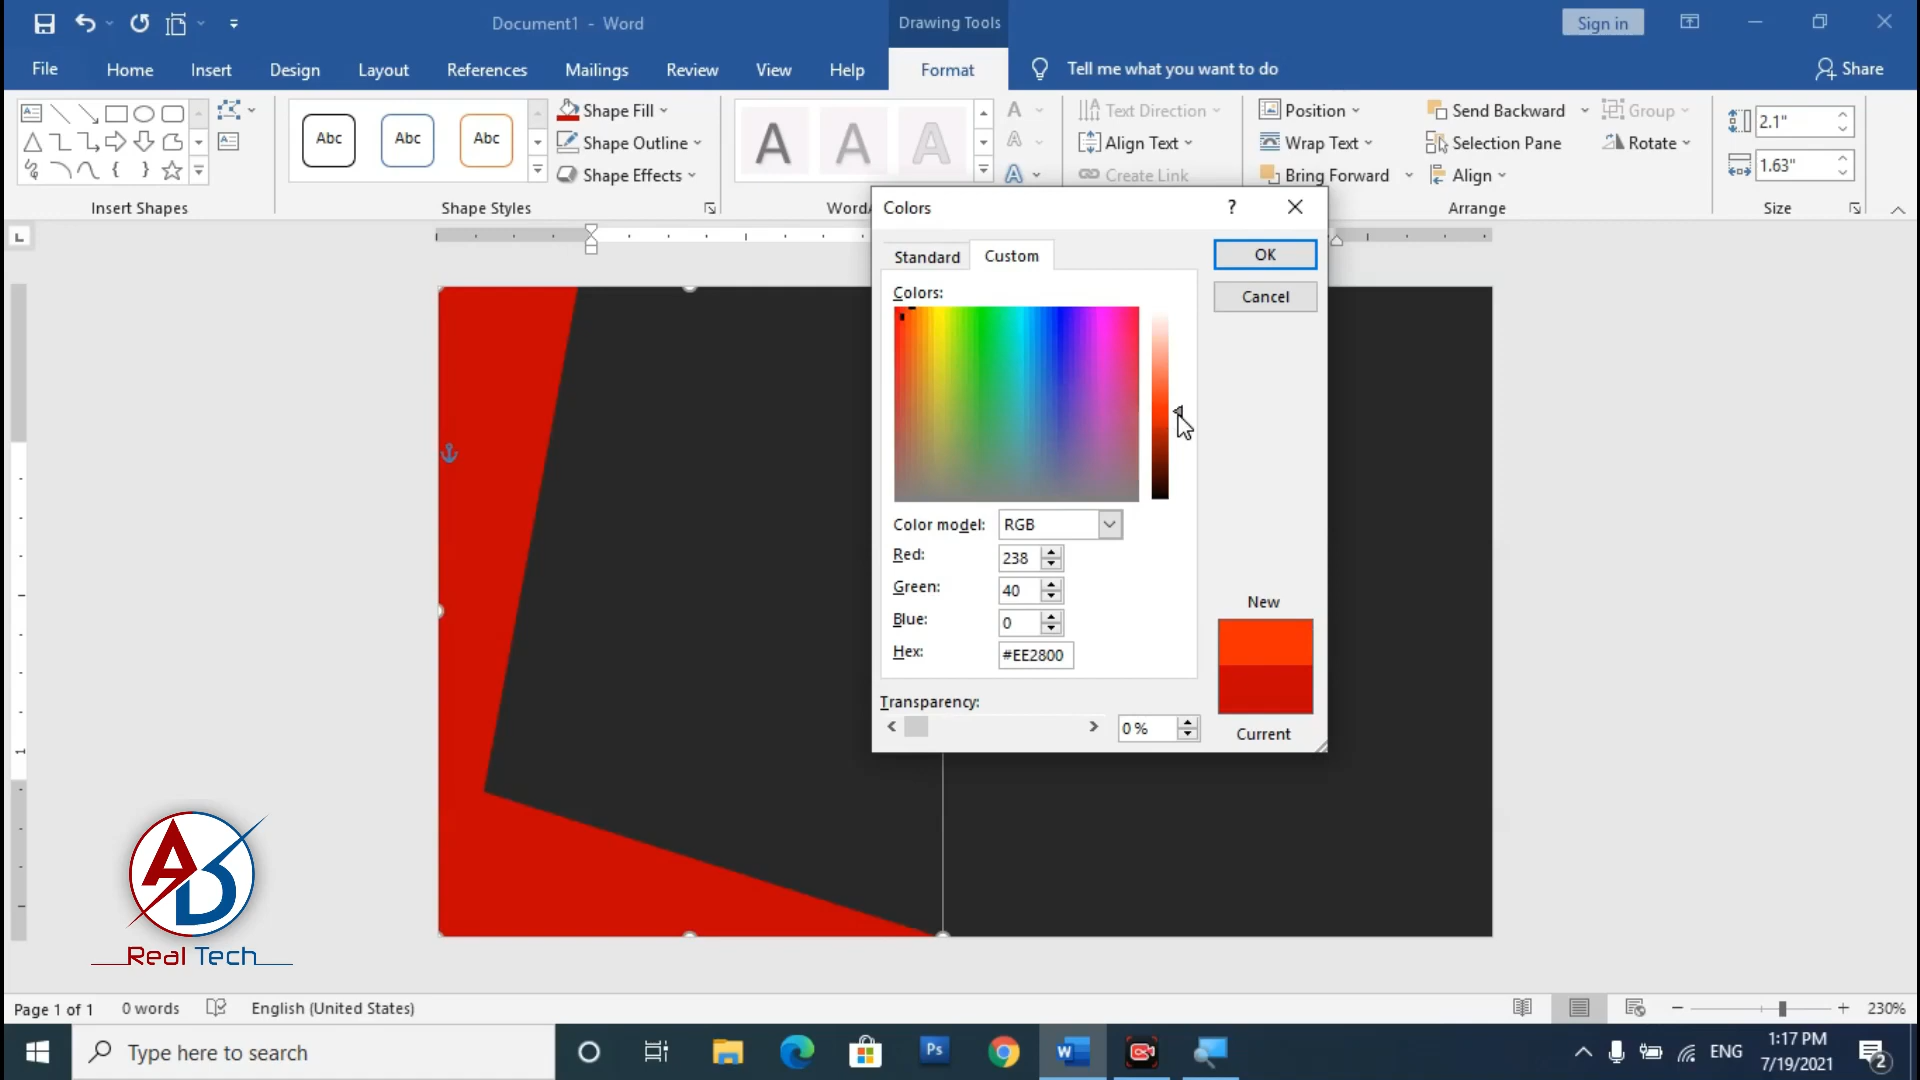 Document1 - Word
Drawing Tools
Sign in
File
Home
Insert
Design
Layout
References
Mailings
Review
View
Help
Format
Tell me what you want to do
Share
Abc
Abc
Abc
Shape Fill
Shape Outline
Shape Effects
A
A
A
A
A
A
Text Direction
Align Text
Create Link
Position
Wrap Text
Bring Forward
Send Backward
Selection Pane
Align
Group
Rotate
2.1"
1.63"
Insert Shapes
Shape Styles
Arrange
Size
Colors
?
Standard
Custom
OK
Cancel
Colors:
Color model:
RGB
Red:
238
Green:
40
Blue:
0
Hex:
#EE2800
Transparency:
0 %
New
Current
1
AD
Real Tech
Page 1 of 1
0 words
English (United States)
230%
Type here to search
Ps
ENG
1:17 PM
7/19/2021
2